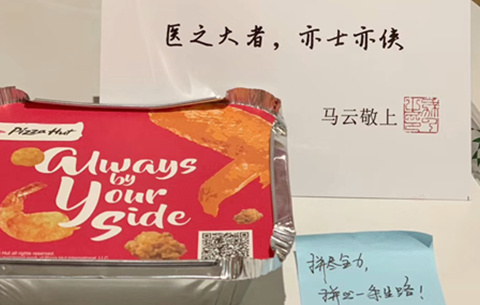 医之大者，亦士亦侠
马云敬上
Pizza Hut
Always
by
Your
Side
拼尽全力，
拼出一条生路！